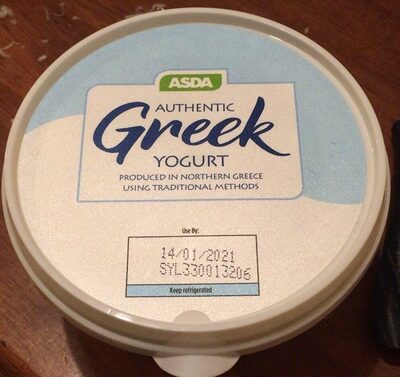 ASDA
AUTHENTIC
Greek
YOGURT
PRODUCED IN NORTHERN GREECE
USING TRADITIONAL METHODS
Use By:
14/01/2021
SYL330013206
Keep refrigerated